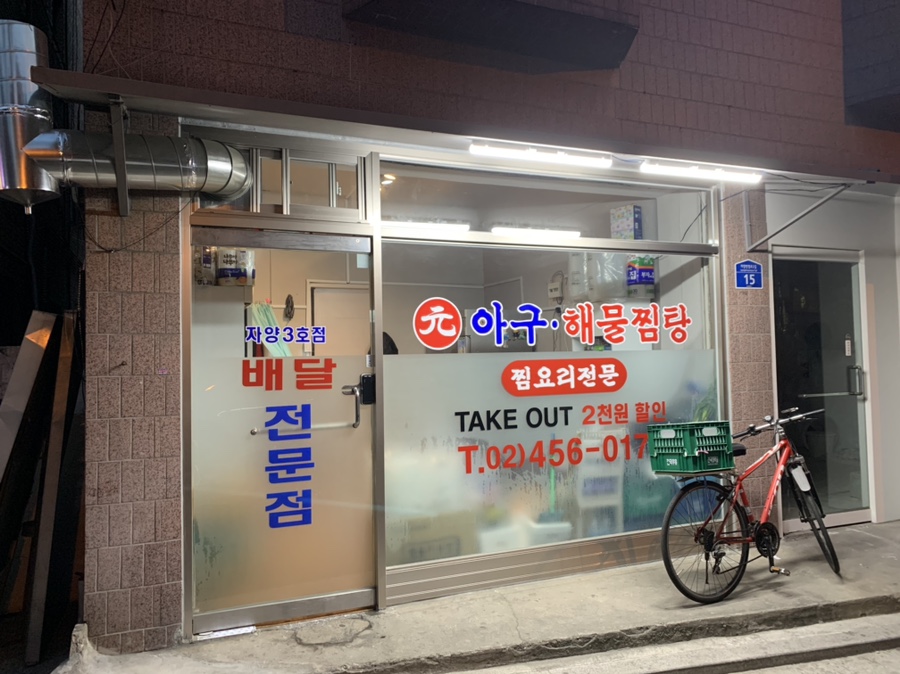 자양3호점
배달
전문점
元 아구·해물찜탕
찜요리전문
TAKE OUT 2천원 할인
T.02)456-017
15